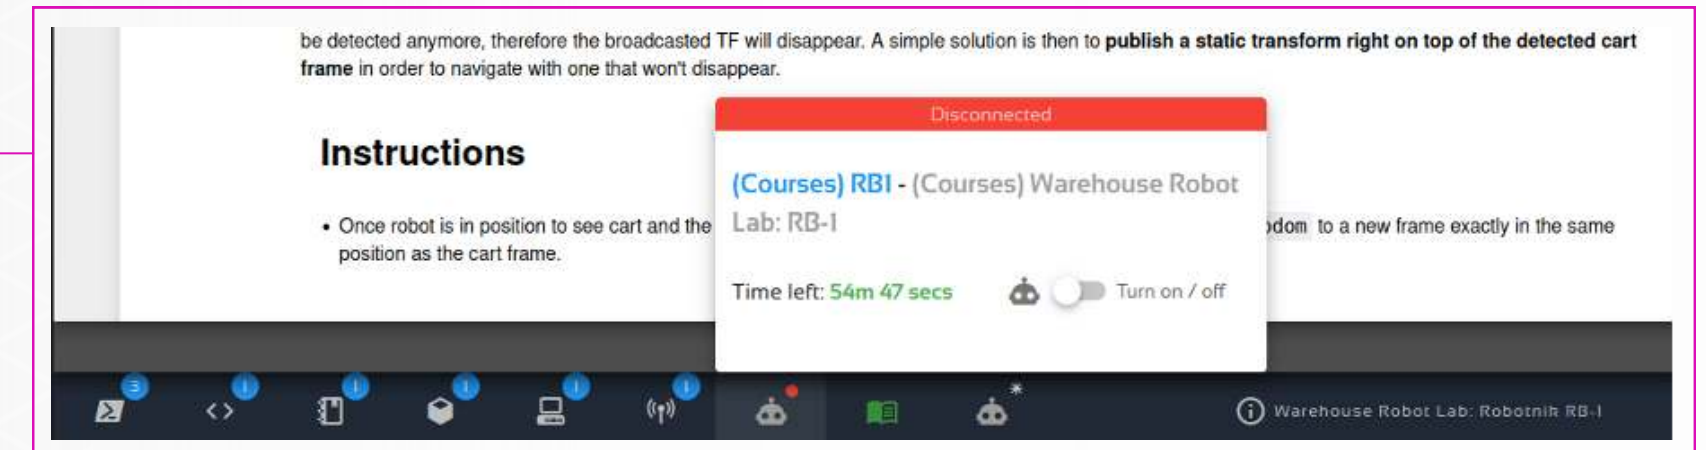 be detected anymore, therefore the broadcasted TF will disappear. A simple solution is then to publish a static transform right on top of the detected cart
frame in order to navigate with one that won't disappear.
Disconnected
Instructions
(Courses) RB1 - (Courses) Warehouse Robot
Lab: RB-1
• Once robot is in position to see cart and the
odom to a new frame exactly in the same
position as the cart frame.
Time left: 54m 47 secs
Turn on / off
3
1
1
1
1
1
Warehouse Robot Lab: Robotnik RB-1